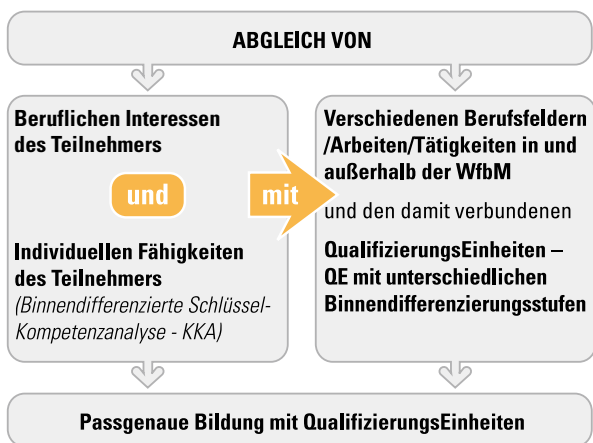 ABGLEICH VON
Beruflichen Interessen
des Teilnehmers
und
Individuellen Fähigkeiten
des Teilnehmers
(Binnendifferenzierte Schlüssel-
Kompetenzanalyse - KKA)
mit
Verschiedenen Berufsfeldern
/Arbeiten/Tätigkeiten in und
außerhalb der WfbM
und den damit verbundenen
QualifizierungsEinheiten –
QE mit unterschiedlichen
Binnendifferenzierungsstufen
Passgenaue Bildung mit QualifizierungsEinheiten